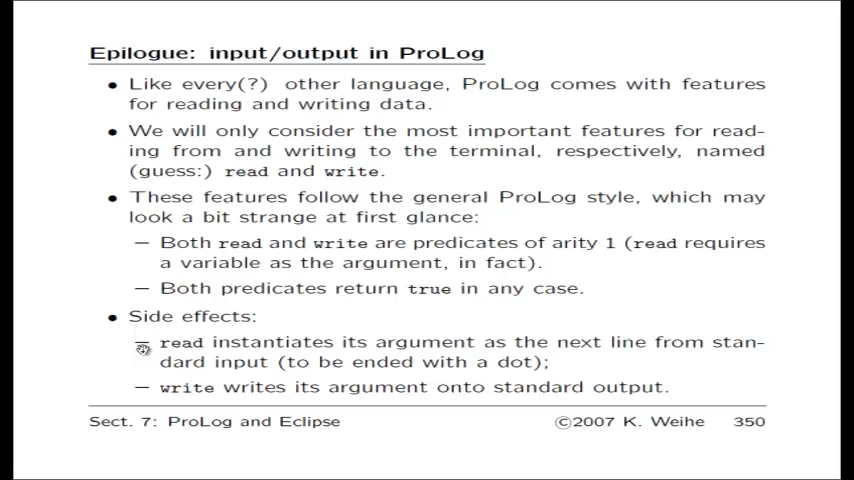 Epilogue: input/output in ProLog
• Like every(?) other language, ProLog comes with features
for reading and writing data.
• We will only consider the most important features for read-
ing from and writing to the terminal, respectively, named
(guess:) read and write.
• These features follow the general ProLog style, which may
look a bit strange at first glance:
— Both read and write are predicates of arity 1 (read requires
a variable as the argument, in fact).
— Both predicates return true in any case.
• Side effects:
— read instantiates its argument as the next line from stan-
dard input (to be ended with a dot);
— write writes its argument onto standard output.
Sect. 7: ProLog and Eclipse ©2007 K. Weihe 350